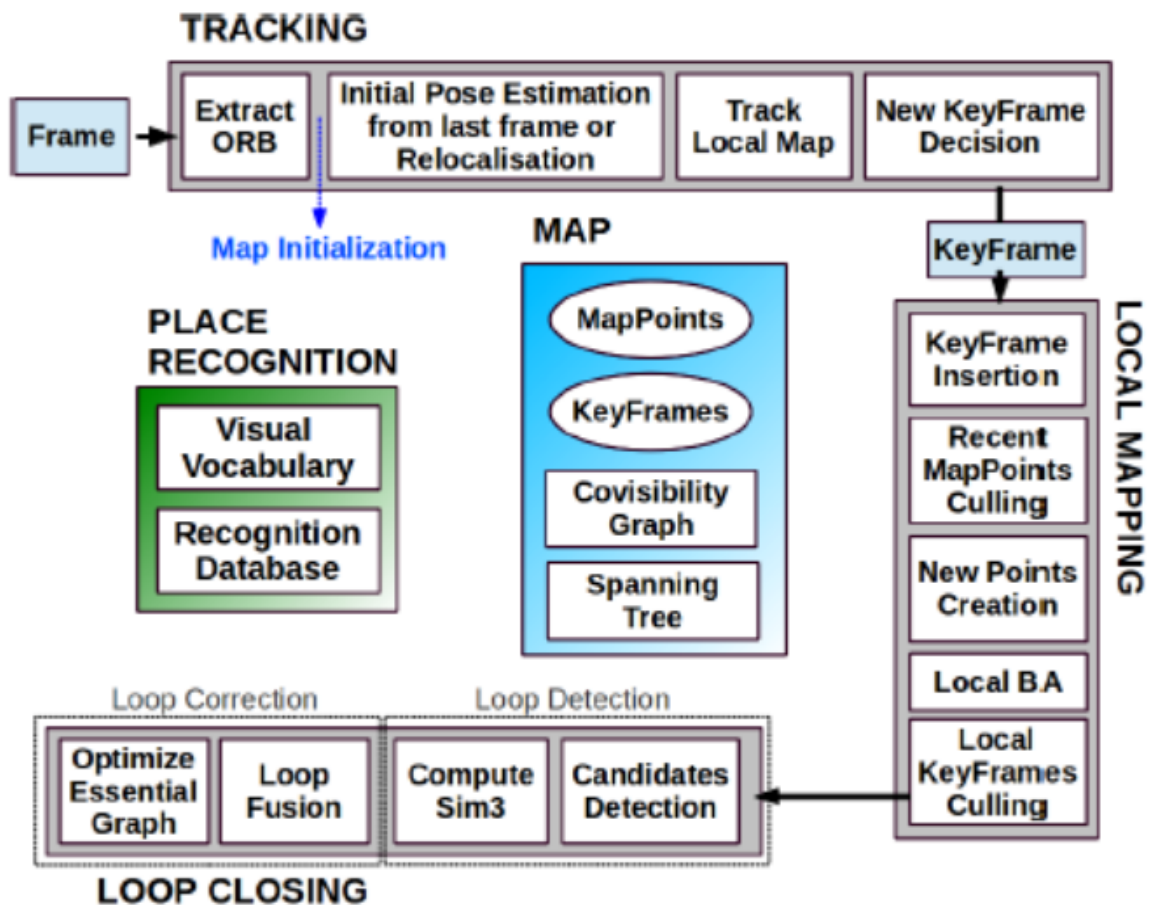 TRACKING
Frame
Extract
ORB
Initial Pose Estimation
from last frame or
Relocalisation
Track
Local Map
New KeyFrame
Decision
Map Initialization
MAP
KeyFrame
PLACE
RECOGNITION
Visual
Vocabulary
Recognition
Database
MapPoints
KeyFrames
Covisibility
Graph
Spanning
Tree
LOCAL MAPPING
KeyFrame
Insertion
Recent
MapPoints
Culling
New Points
Creation
Local BA
Local
KeyFrames
Culling
Loop Correction
Loop Detection
Optimize
Essential
Graph
Loop
Fusion
Compute
Sim3
Candidates
Detection
LOOP CLOSING